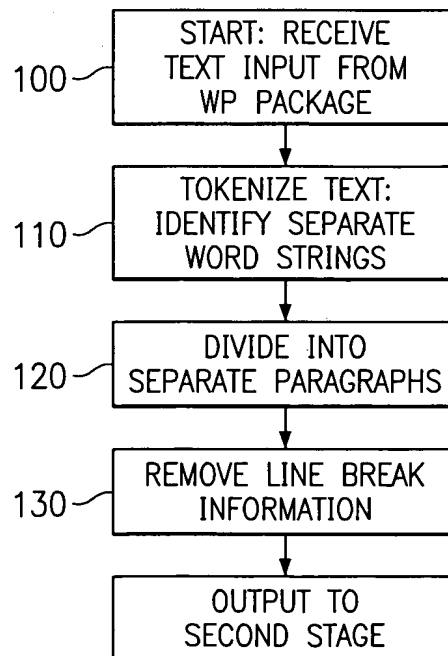 START: RECEIVE
TEXT INPUT FROM
WP PACKAGE
100
TOKENIZE TEXT:
IDENTIFY SEPARATE
WORD STRINGS
110
DIVIDE INTO
SEPARATE PARAGRAPHS
120
REMOVE LINE BREAK
INFORMATION
130
OUTPUT TO
SECOND STAGE